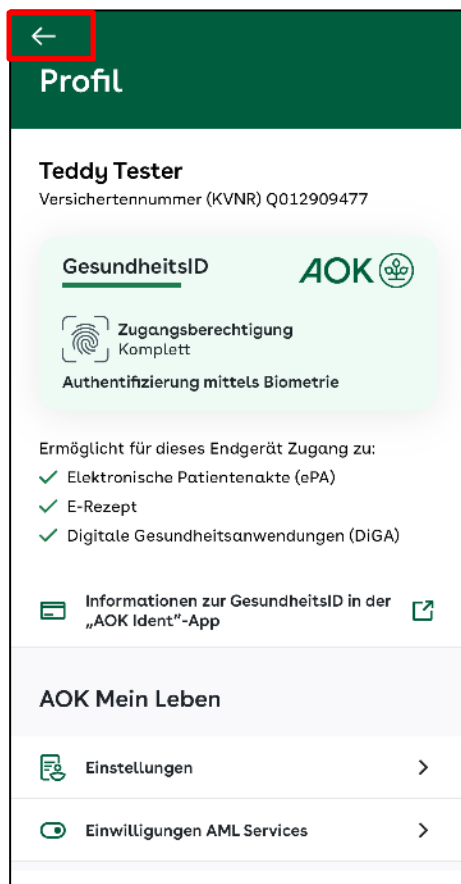 Profil
Teddy Tester
Versichertennummer (KVNR) Q012909477
GesundheitsID
AOK
Zugangsberechtigung
Komplett
Authentifizierung mittels Biometrie
Ermöglicht für dieses Endgerät Zugang zu:
Elektronische Patientenakte (ePA)
E-Rezept
Digitale Gesundheitsanwendungen (DiGA)
Informationen zur GesundheitsID in der
„AOK Ident"-App
AOK Mein Leben
Einstellungen
Einwilligungen AML Services